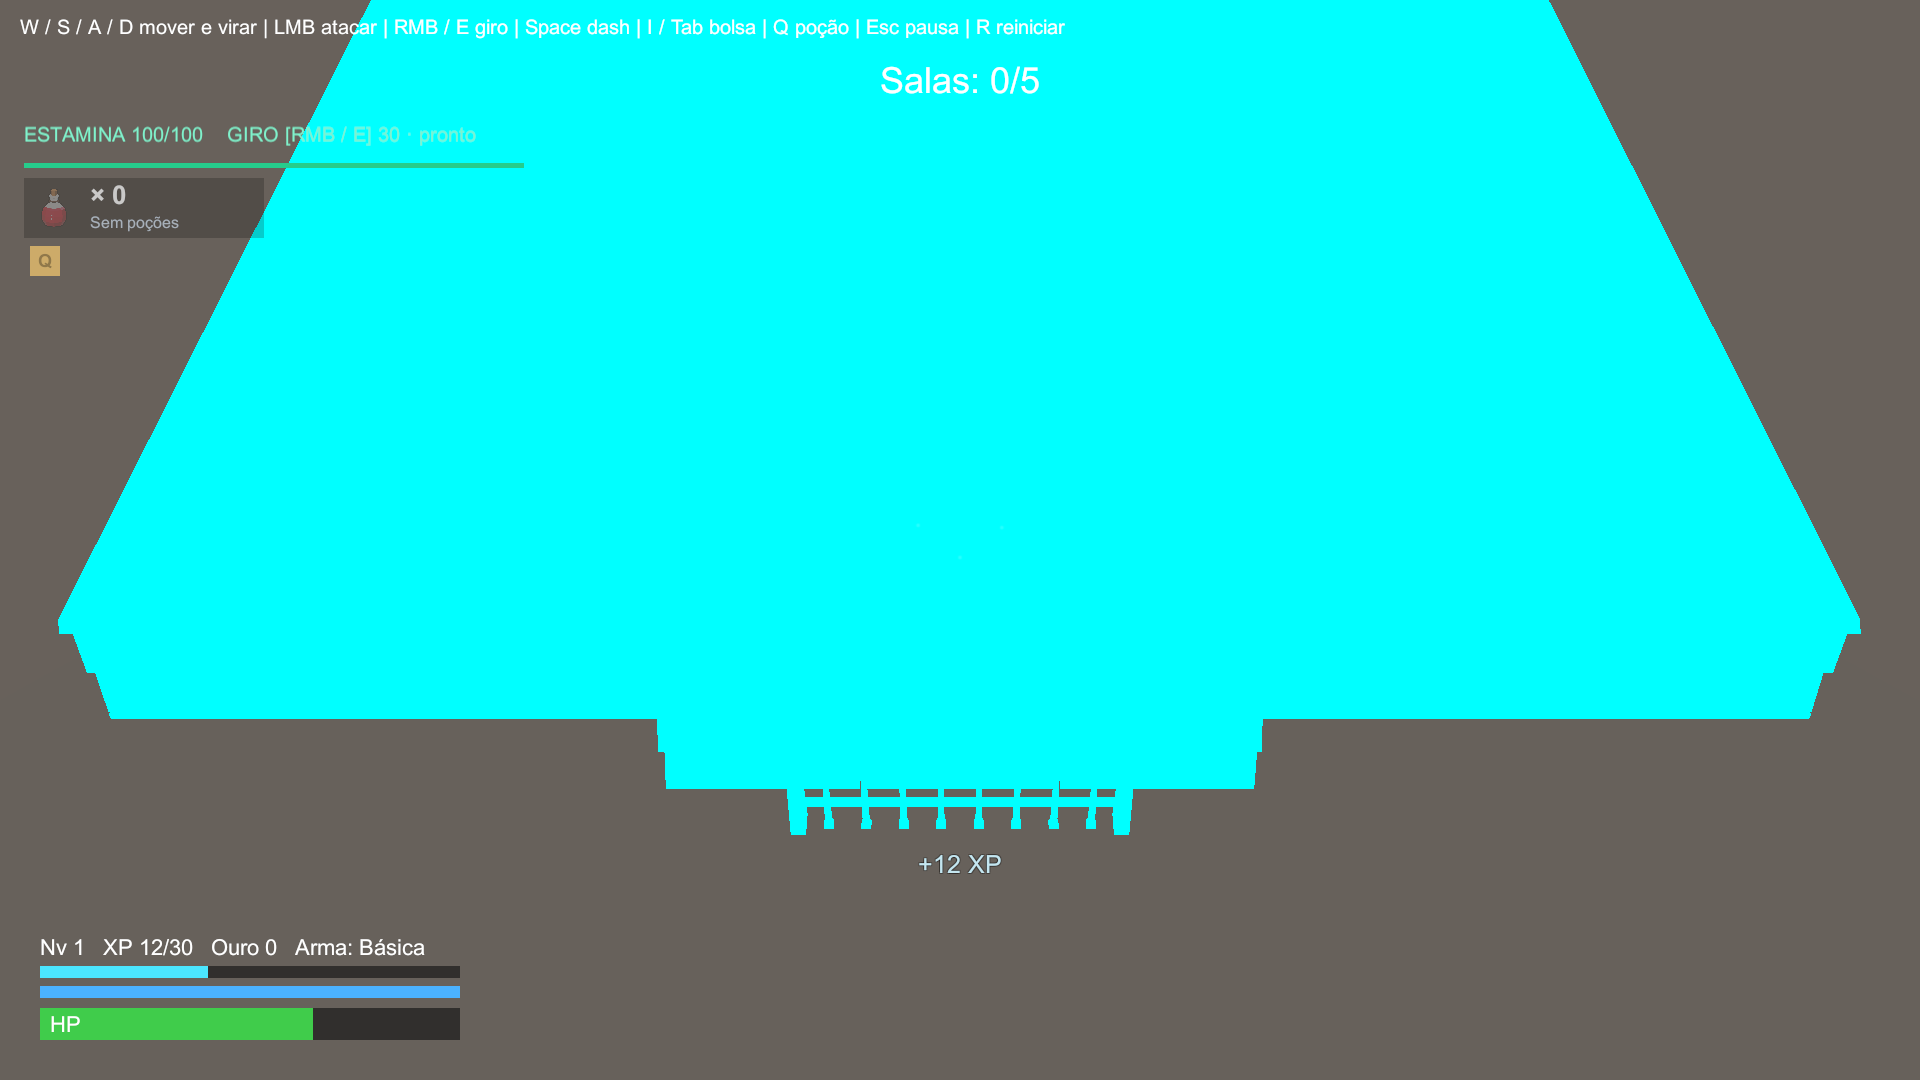 W / S / A / D mover e virar | LMB atacar | RMB / E giro | Space dash | I / Tab bolsa | Q poção | Esc pausa | R reiniciar
Salas: 0/5
ESTAMINA 100/100 GIRO [RMB / E] 30 · pronto
× 0
Sem poções
Q
+12 XP
Nv 1 XP 12/30 Ouro 0 Arma: Básica
HP